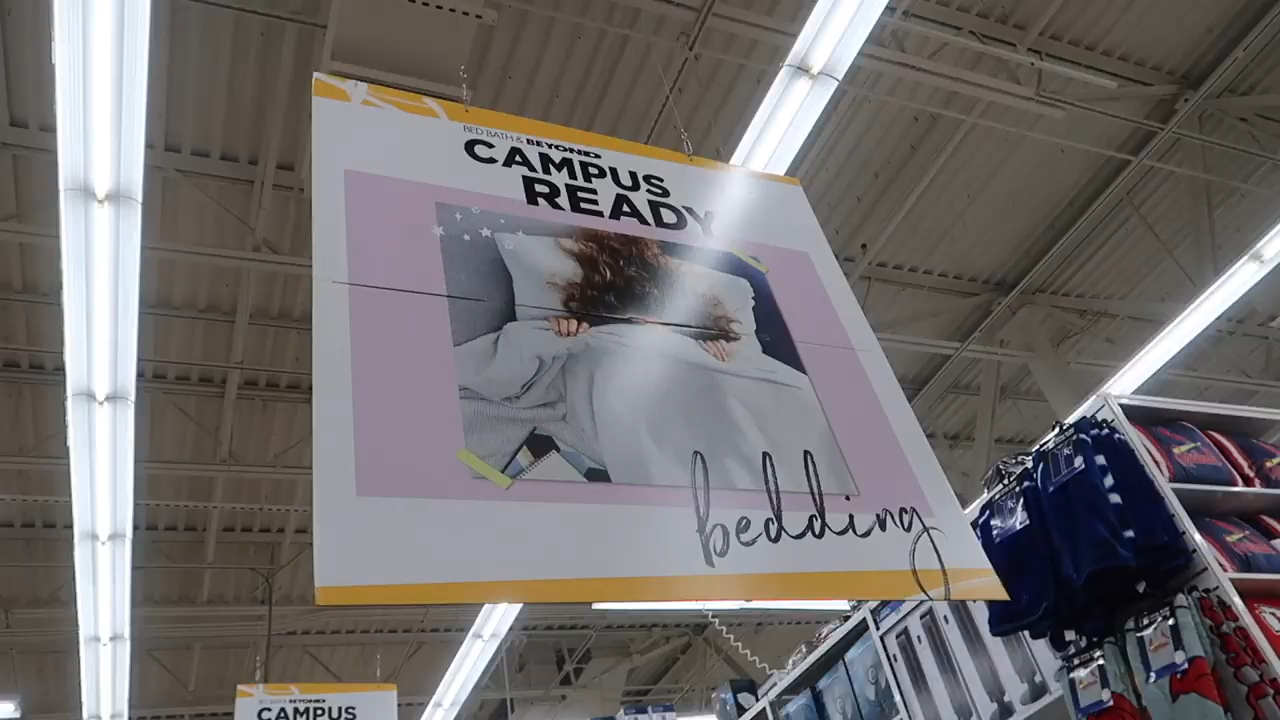 BED BATH & BEYOND
CAMPUS
READY
bedding
BED BATH & BEYOND
CAMPUS